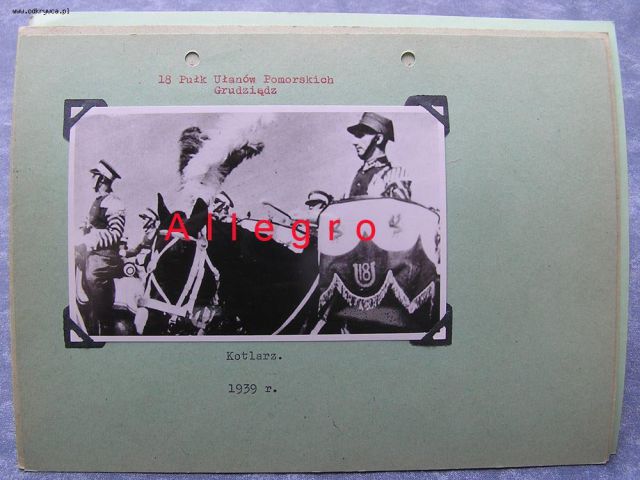 www.odkrywca.pl
18 Pułk Ułanów Pomorskich
Grudziądz
Allegro
18
Kotlarz.
1939 r.